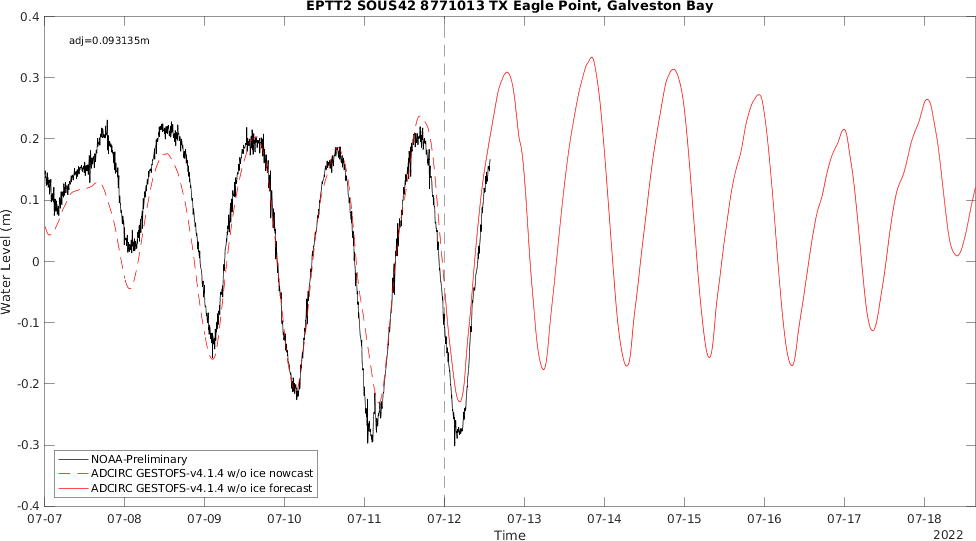 EPTT2 SOUS42 8771013 TX Eagle Point, Galveston Bay
adj=0.093135m
0.4
0.3
0.2
0.1
0
-0.1
-0.2
-0.3
-0.4
Water Level (m)
NOAA-Preliminary
ADCIRC GESTOFS-v4.1.4 w/o ice nowcast
ADCIRC GESTOFS-v4.1.4 w/o ice forecast
07-07 07-08 07-09 07-10 07-11 07-12 07-13 07-14 07-15 07-16 07-17 07-18
Time
2022